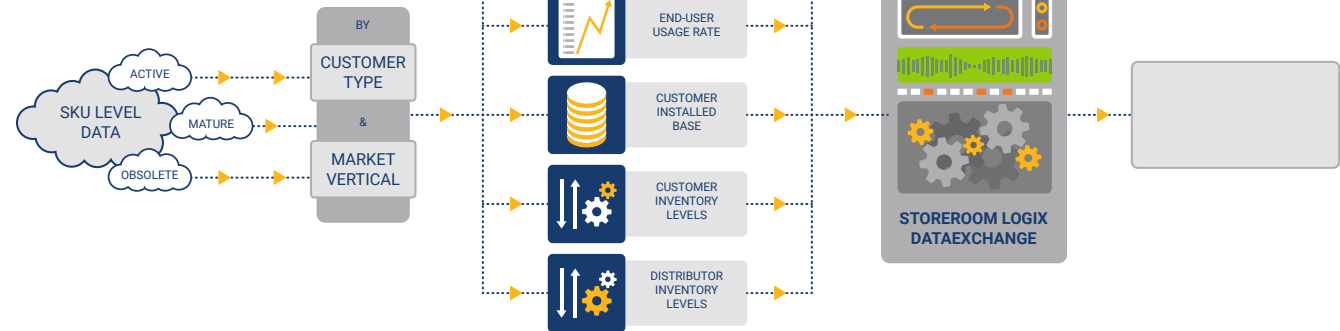 ACTIVE
SKU LEVEL
DATA
MATURE
OBSOLETE
BY
CUSTOMER
TYPE
&
MARKET
VERTICAL
END-USER
USAGE RATE
CUSTOMER
INSTALLED
BASE
CUSTOMER
INVENTORY
LEVELS
DISTRIBUTOR
INVENTORY
LEVELS
STOREROOM LOGIX
DATAEXCHANGE